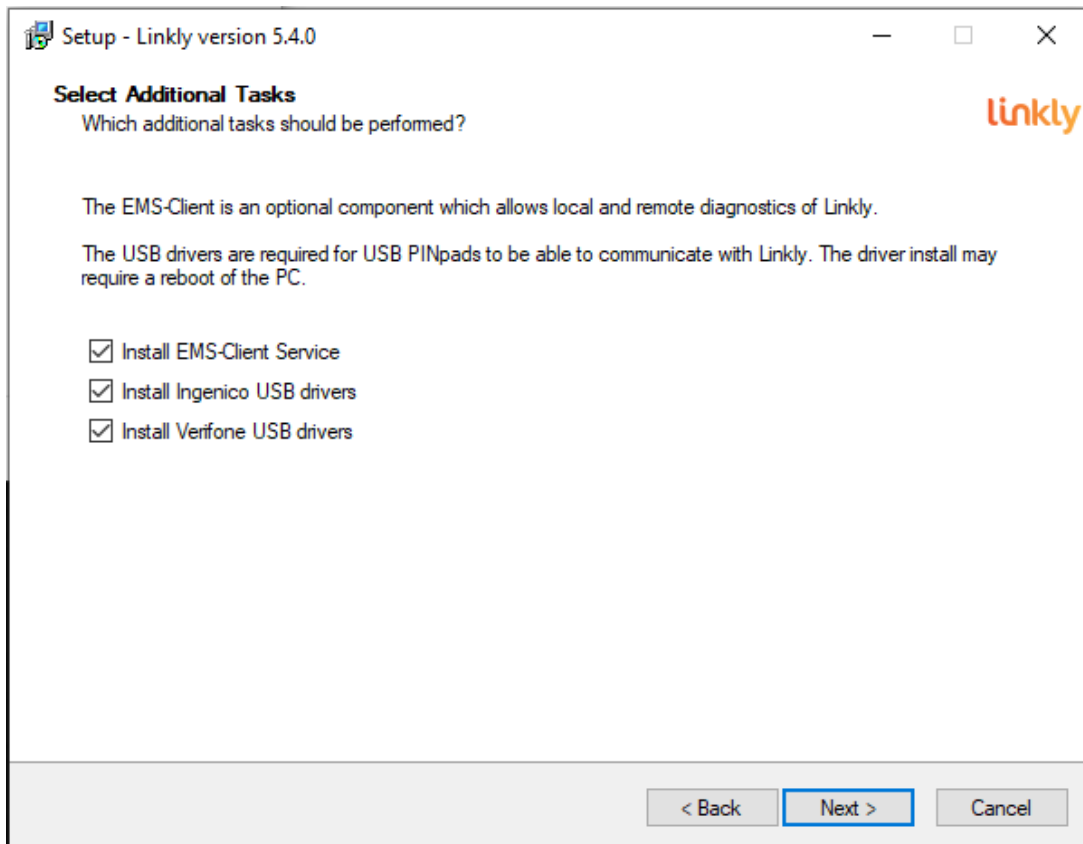 Setup - Linkly version 5.4.0
Select Additional Tasks
Which additional tasks should be performed?
linkly
The EMS-Client is an optional component which allows local and remote diagnostics of Linkly.
The USB drivers are required for USB PINpads to be able to communicate with Linkly. The driver install may
require a reboot of the PC.
Install EMS-Client Service
Install Ingenico USB drivers
Install Verifone USB drivers
< Back Next > Cancel